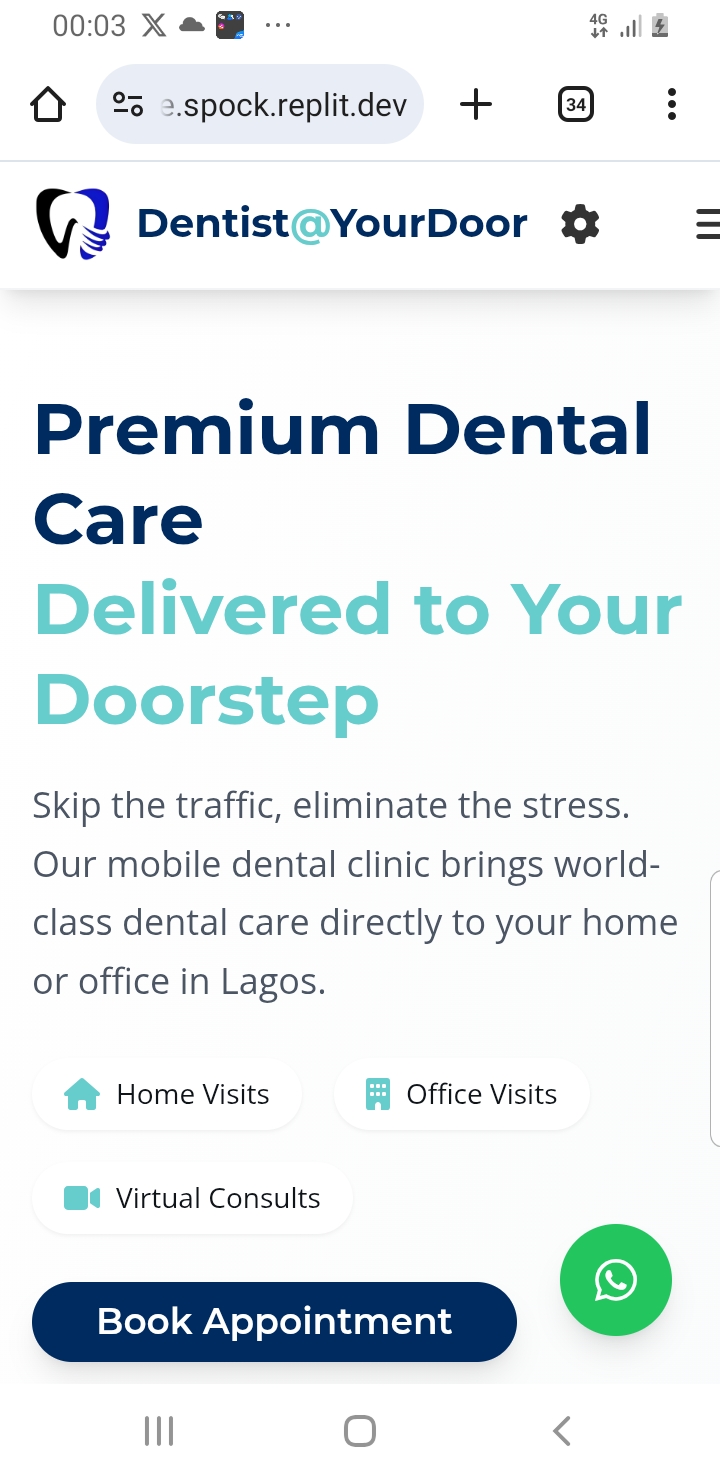 00:03
4G
e.spock.replit.dev
34
Dentist@YourDoor
Premium Dental
Care
Delivered to Your
Doorstep
Skip the traffic, eliminate the stress.
Our mobile dental clinic brings world-
class dental care directly to your home
or office in Lagos.
Home Visits
Office Visits
Virtual Consults
Book Appointment